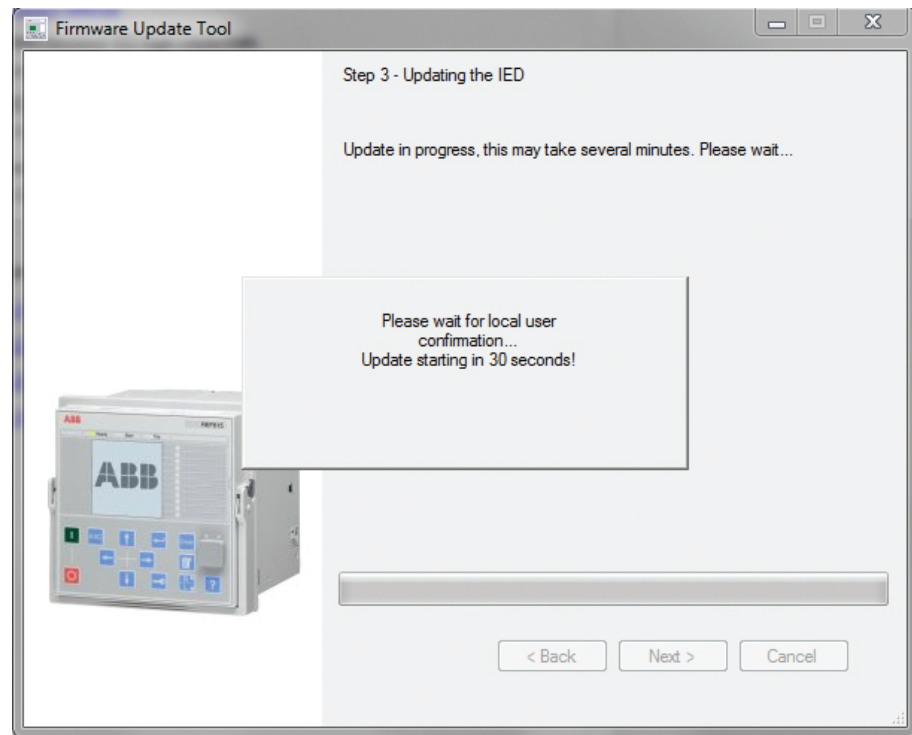 Firmware Update Tool
Step 3 - Updating the IED
Update in progress, this may take several minutes. Please wait...
Please wait for local user
confirmation...
Update starting in 30 seconds!
ABB
ABB
< Back
Next >
Cancel